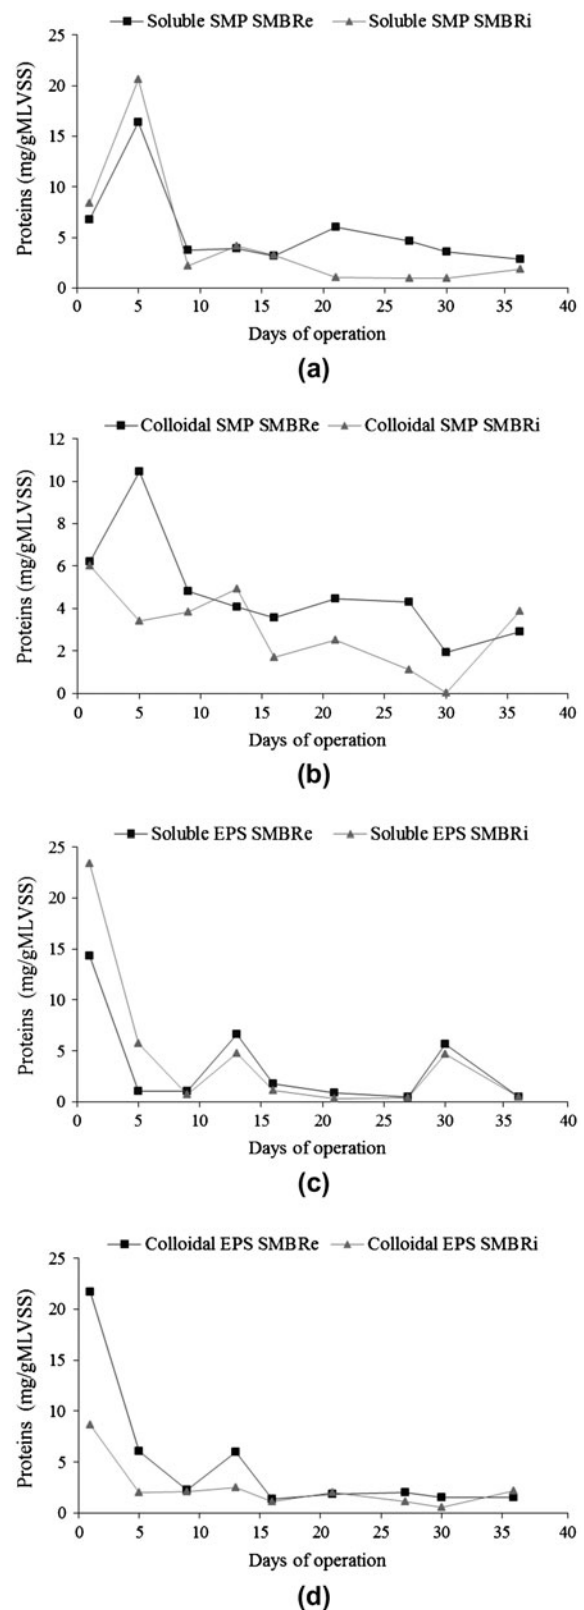 Soluble SMP SMBRe Soluble SMP SMBRi
25
20
15
10
5
0
Proteins (mg/gMLVSS)
0 5 10 15 20 25 30 35 40
Days of operation
(a)
Colloidal SMP SMBRe Colloidal SMP SMBRi
12
10
8
6
4
2
0
Proteins (mg/gMLVSS)
0 5 10 15 20 25 30 35 40
Days of operation
(b)
Soluble EPS SMBRe Soluble EPS SMBRi
25
20
15
10
5
0
Proteins (mg/gMLVSS)
0 5 10 15 20 25 30 35 40
Days of operation
(c)
Colloidal EPS SMBRe Colloidal EPS SMBRi
25
20
15
10
5
0
Proteins (mg/gMLVSS)
0 5 10 15 20 25 30 35 40
Days of operation
(d)